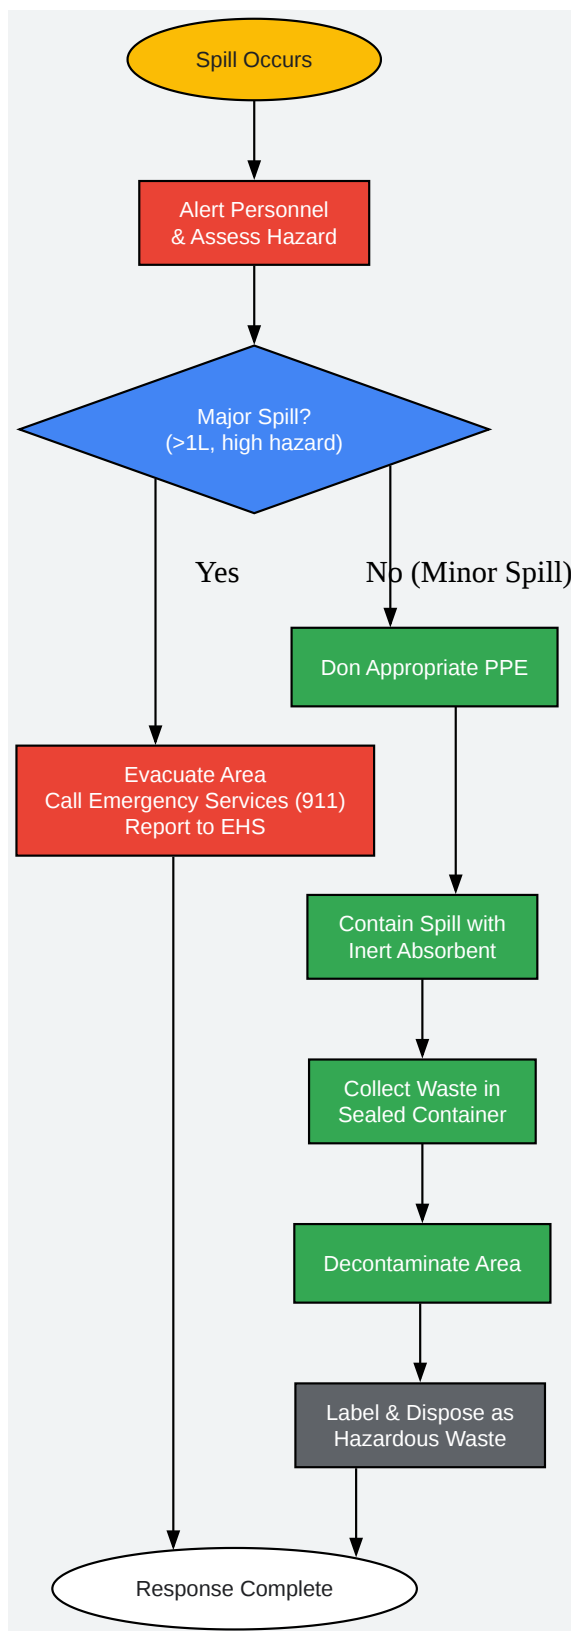 Spill Occurs
Alert Personnel
& Assess Hazard
Major Spill?
(>1L, high hazard)
Yes
No (Minor Spill)
Don Appropriate PPE
Evacuate Area
Call Emergency Services (911)
Report to EHS
Contain Spill with
Inert Absorbent
Collect Waste in
Sealed Container
Decontaminate Area
Label & Dispose as
Hazardous Waste
Response Complete